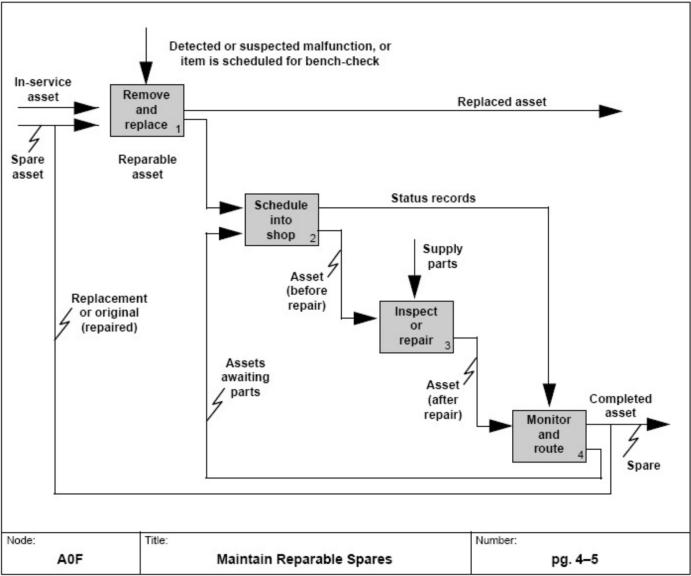 Detected or suspected malfunction, or
item is scheduled for bench-check
In-service
asset
Remove
and
replace
1
Replaced asset
Spare
asset
Reparable
asset
Schedule
into
shop
2
Status records
Supply
parts
Asset
(before
repair)
Replacement
or original
(repaired)
Inspect
or
repair
3
Assets
awaiting
parts
Asset
(after
repair)
Completed
asset
Monitor
and
route
4
Spare
Node:
A0F
Title:
Maintain Reparable Spares
Number:
pg. 4–5